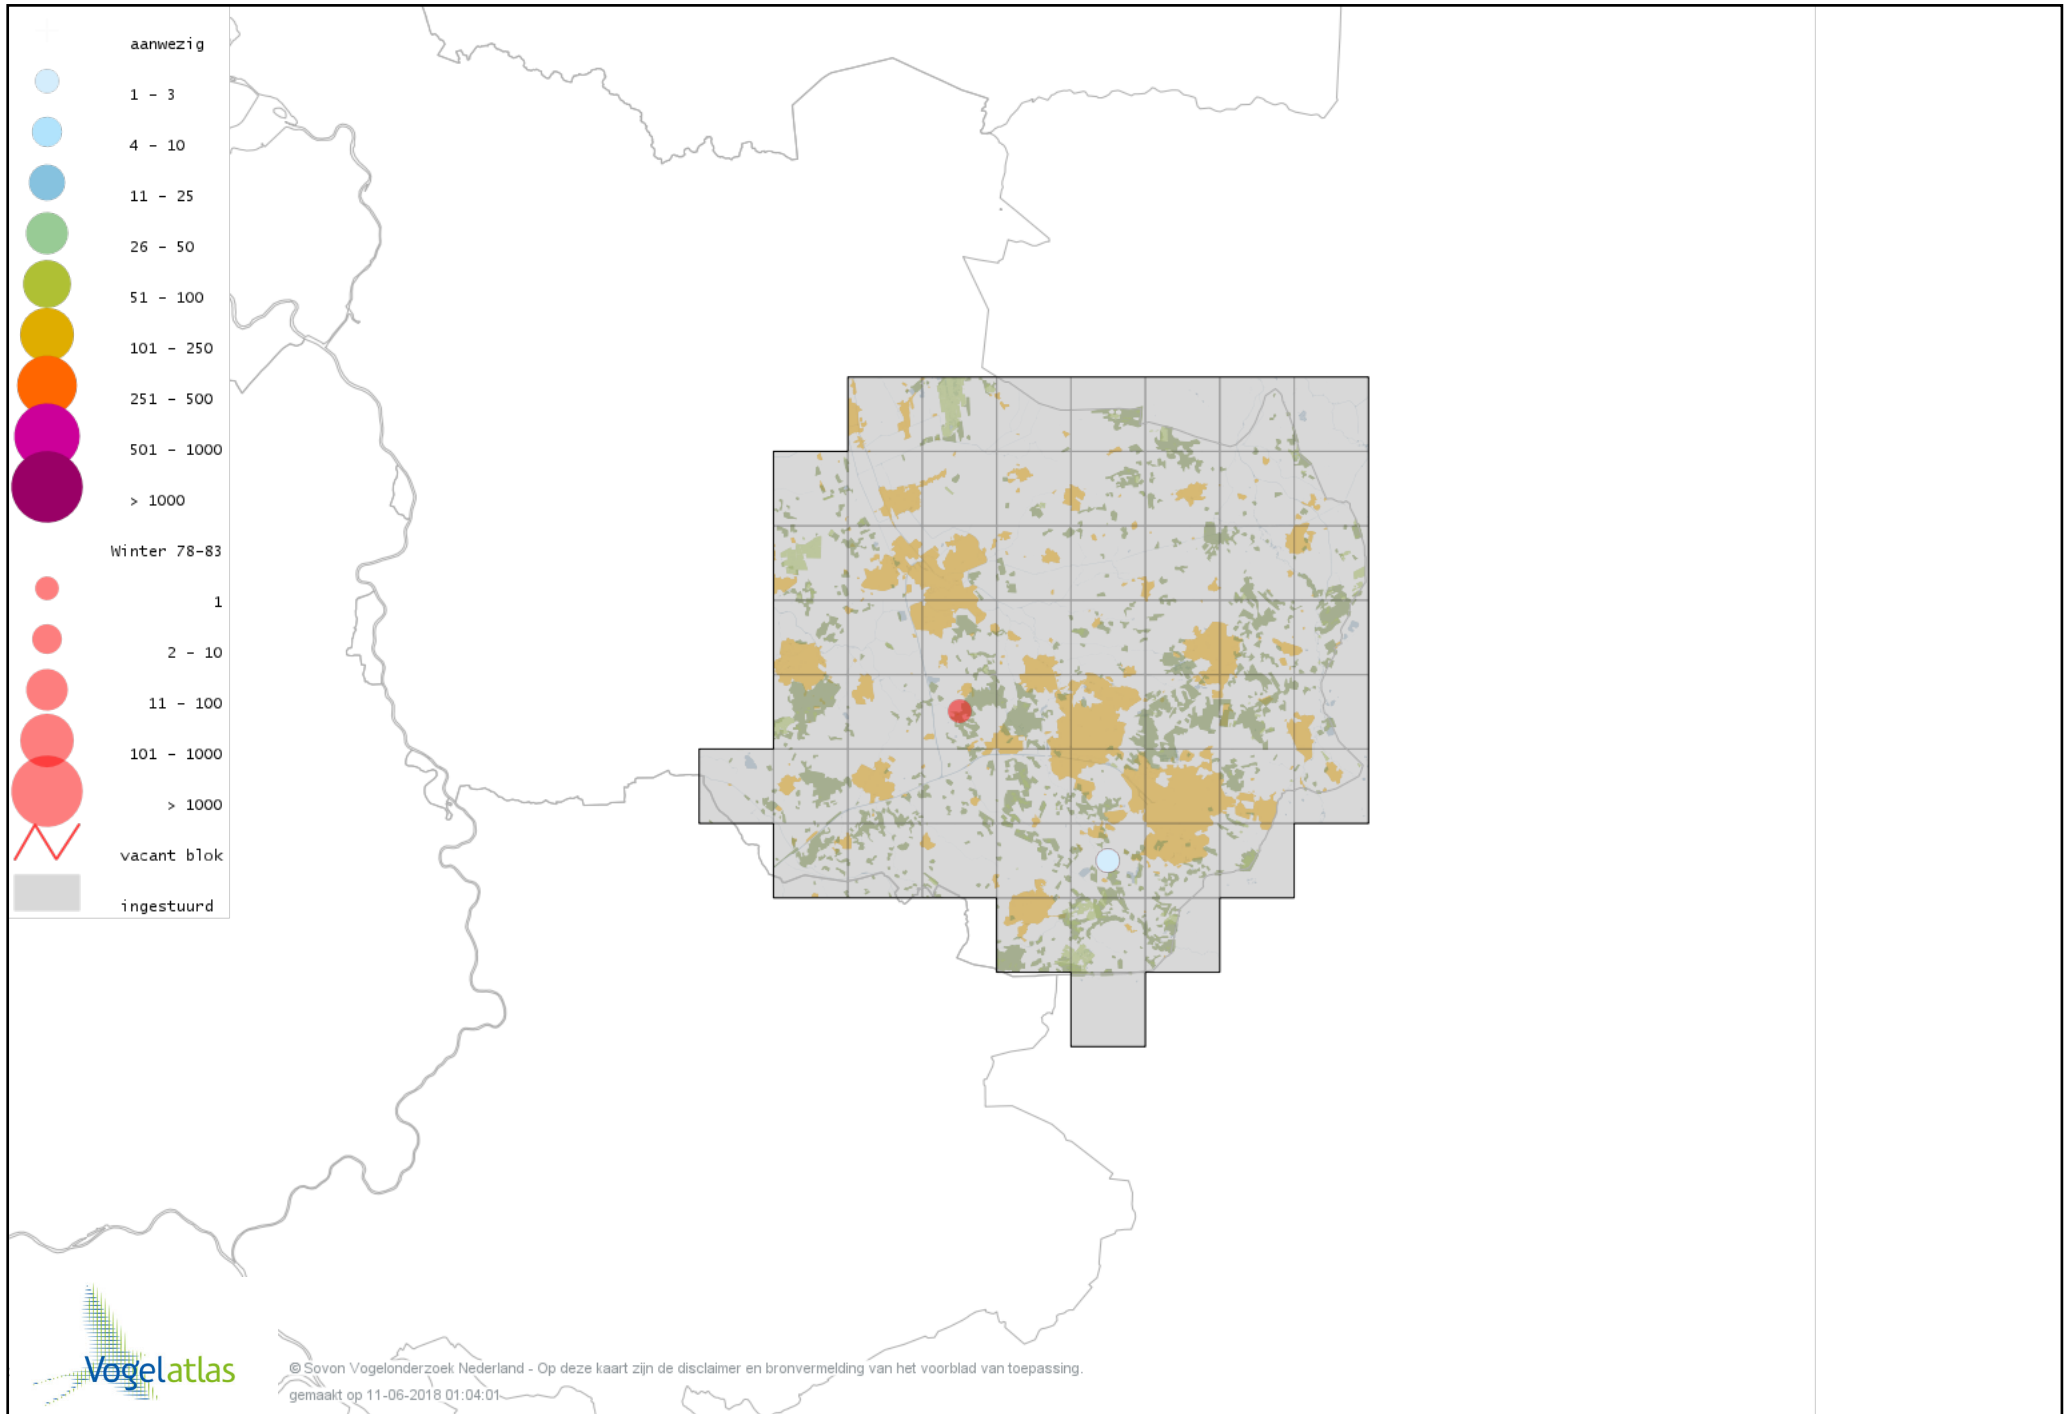 aanwezig
1 – 3
4 – 10
11 – 25
26 – 50
51 – 100
101 – 250
251 – 500
501 – 1000
> 1000
Winter 78–83
1
2 – 10
11 – 100
101 – 1000
> 1000
vacant blok
ingestuurd
Vogelatlas
© Sovon Vogelonderzoek Nederland - Op deze kaart zijn de disclaimer en bronvermelding van het voorblad van toepassing.
gemaakt op 11-06-2018 01:04:01